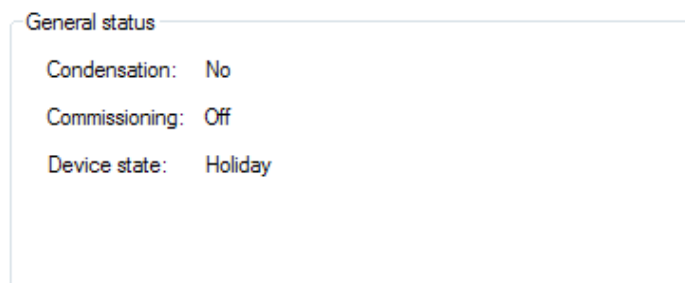 General status
Condensation: No
Commissioning: Off
Device state: Holiday